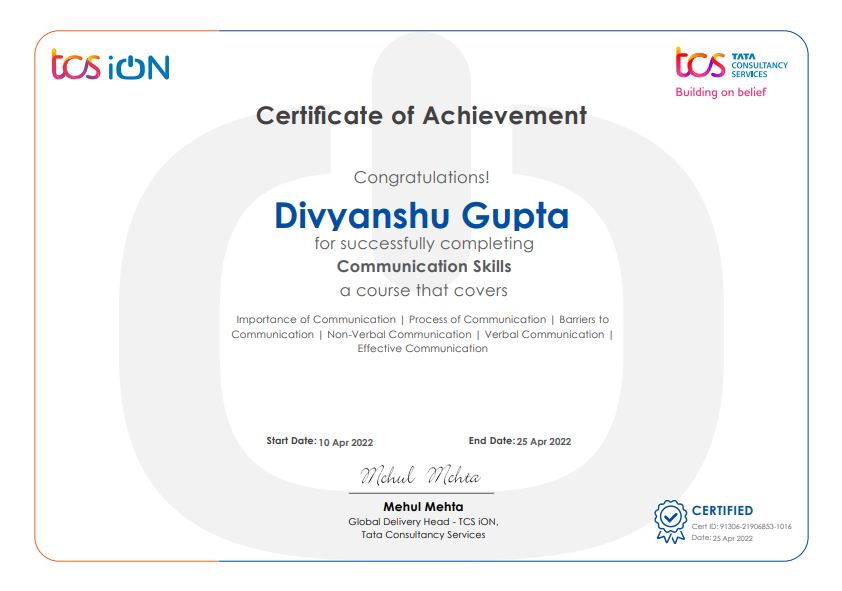 tcs iON
tcs TATA
CONSULTANCY
SERVICES
Building on belief
Certificate of Achievement
Congratulations!
Divyanshu Gupta
for successfully completing
Communication Skills
a course that covers
Importance of Communication | Process of Communication | Barriers to
Communication | Non-Verbal Communication | Verbal Communication |
Effective Communication
Start Date: 10 Apr 2022 End Date: 25 Apr 2022
Mehul Mehta
Mehul Mehta
Global Delivery Head - TCS iON,
Tata Consultancy Services
CERTIFIED
Cert ID: 91306-21906853-1016
Date: 25 Apr 2022